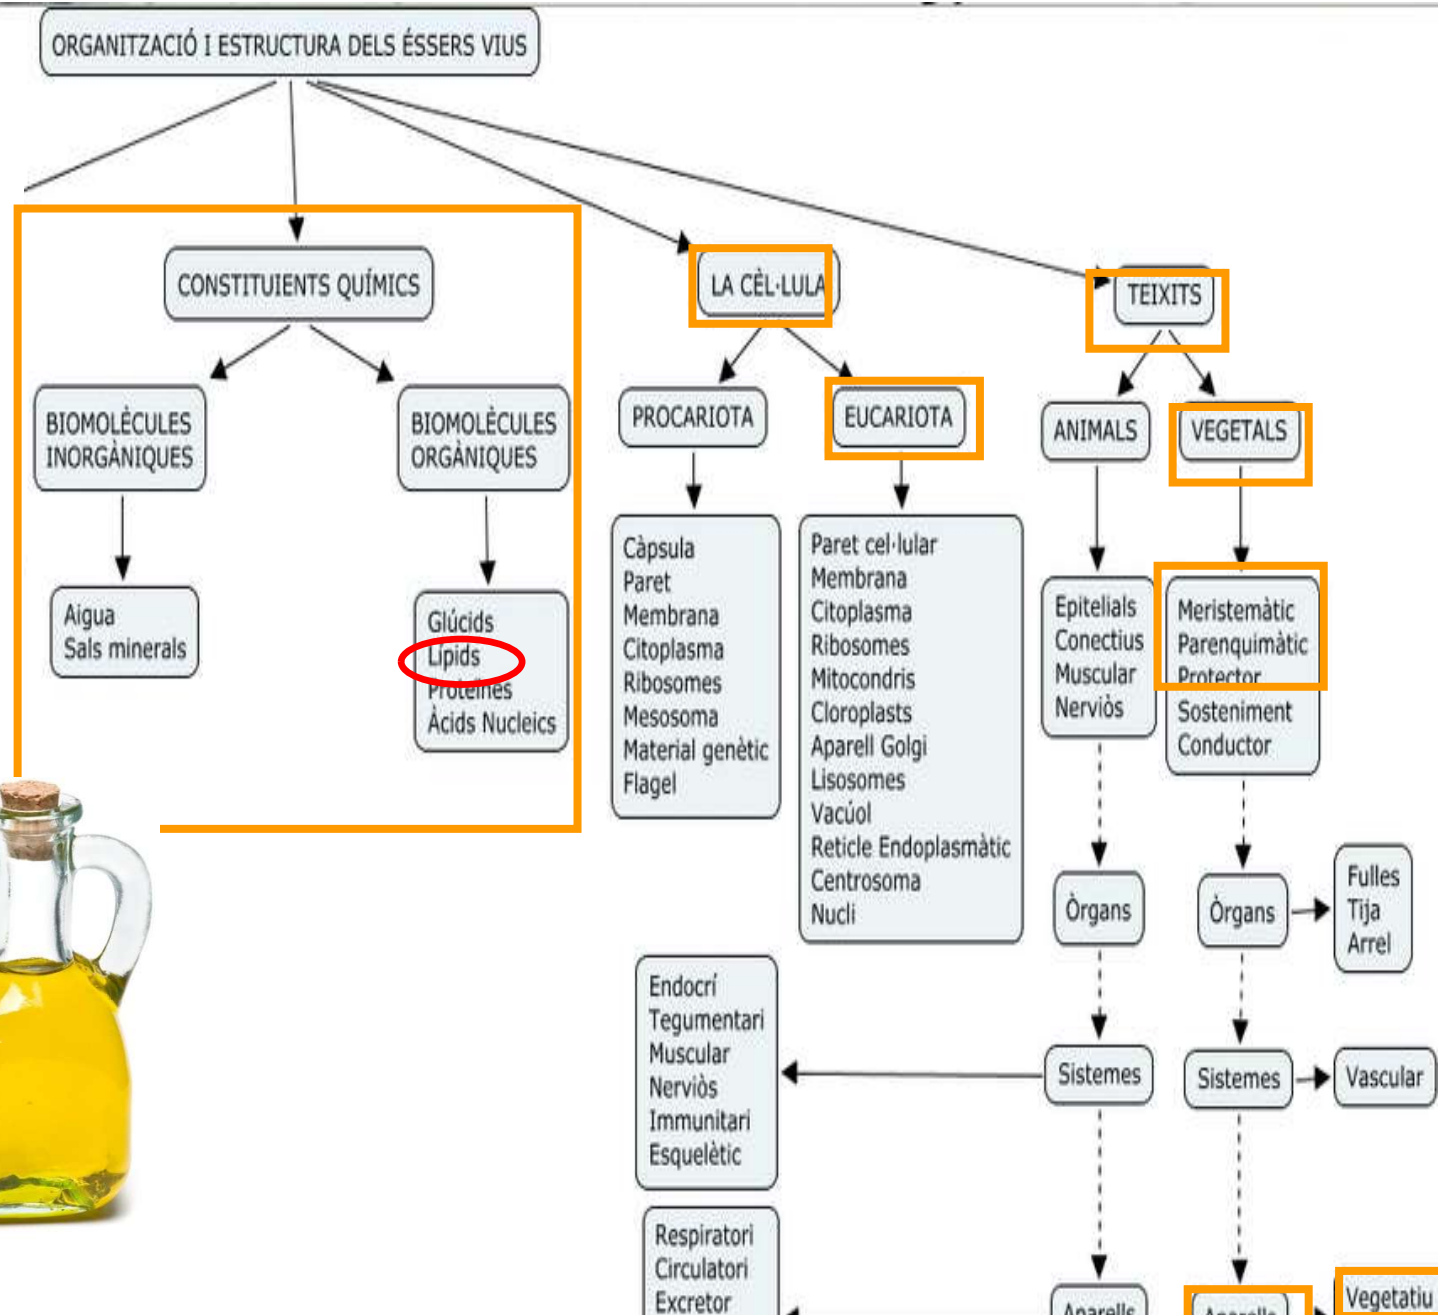 ORGANITZACIÓ I ESTRUCTURA DELS ÉSSERS VIUS
CONSTITUIENTS QUÍMICS
BIOMOLÈCULES
INORGÀNIQUES
BIOMOLÈCULES
ORGÀNIQUES
Aigua
Sals minerals
Glúcids
Lípids
Proteïnes
Àcids Nucleics
LA CÈL·LULA
PROCARIOTA
EUCARIOTA
Càpsula
Paret
Membrana
Citoplasma
Ribosomes
Mesosoma
Material genètic
Flagel
Paret cel·lular
Membrana
Citoplasma
Ribosomes
Mitocondris
Cloroplasts
Aparell Golgi
Lisosomes
Vacúol
Reticle Endoplasmàtic
Centrosoma
Nucli
TEIXITS
ANIMALS
VEGETALS
Epitelials
Conectius
Muscular
Nerviòs
Meristemàtic
Parenquimàtic
Protector
Sosteniment
Conductor
Òrgans
Òrgans
Fulles
Tija
Arrel
Endocrí
Tegumentari
Muscular
Nerviòs
Immunitari
Esquelètic
Sistemes
Sistemes
Vascular
Respiratori
Circulatori
Excretor
Aparells
Aparells
Vegetatiu